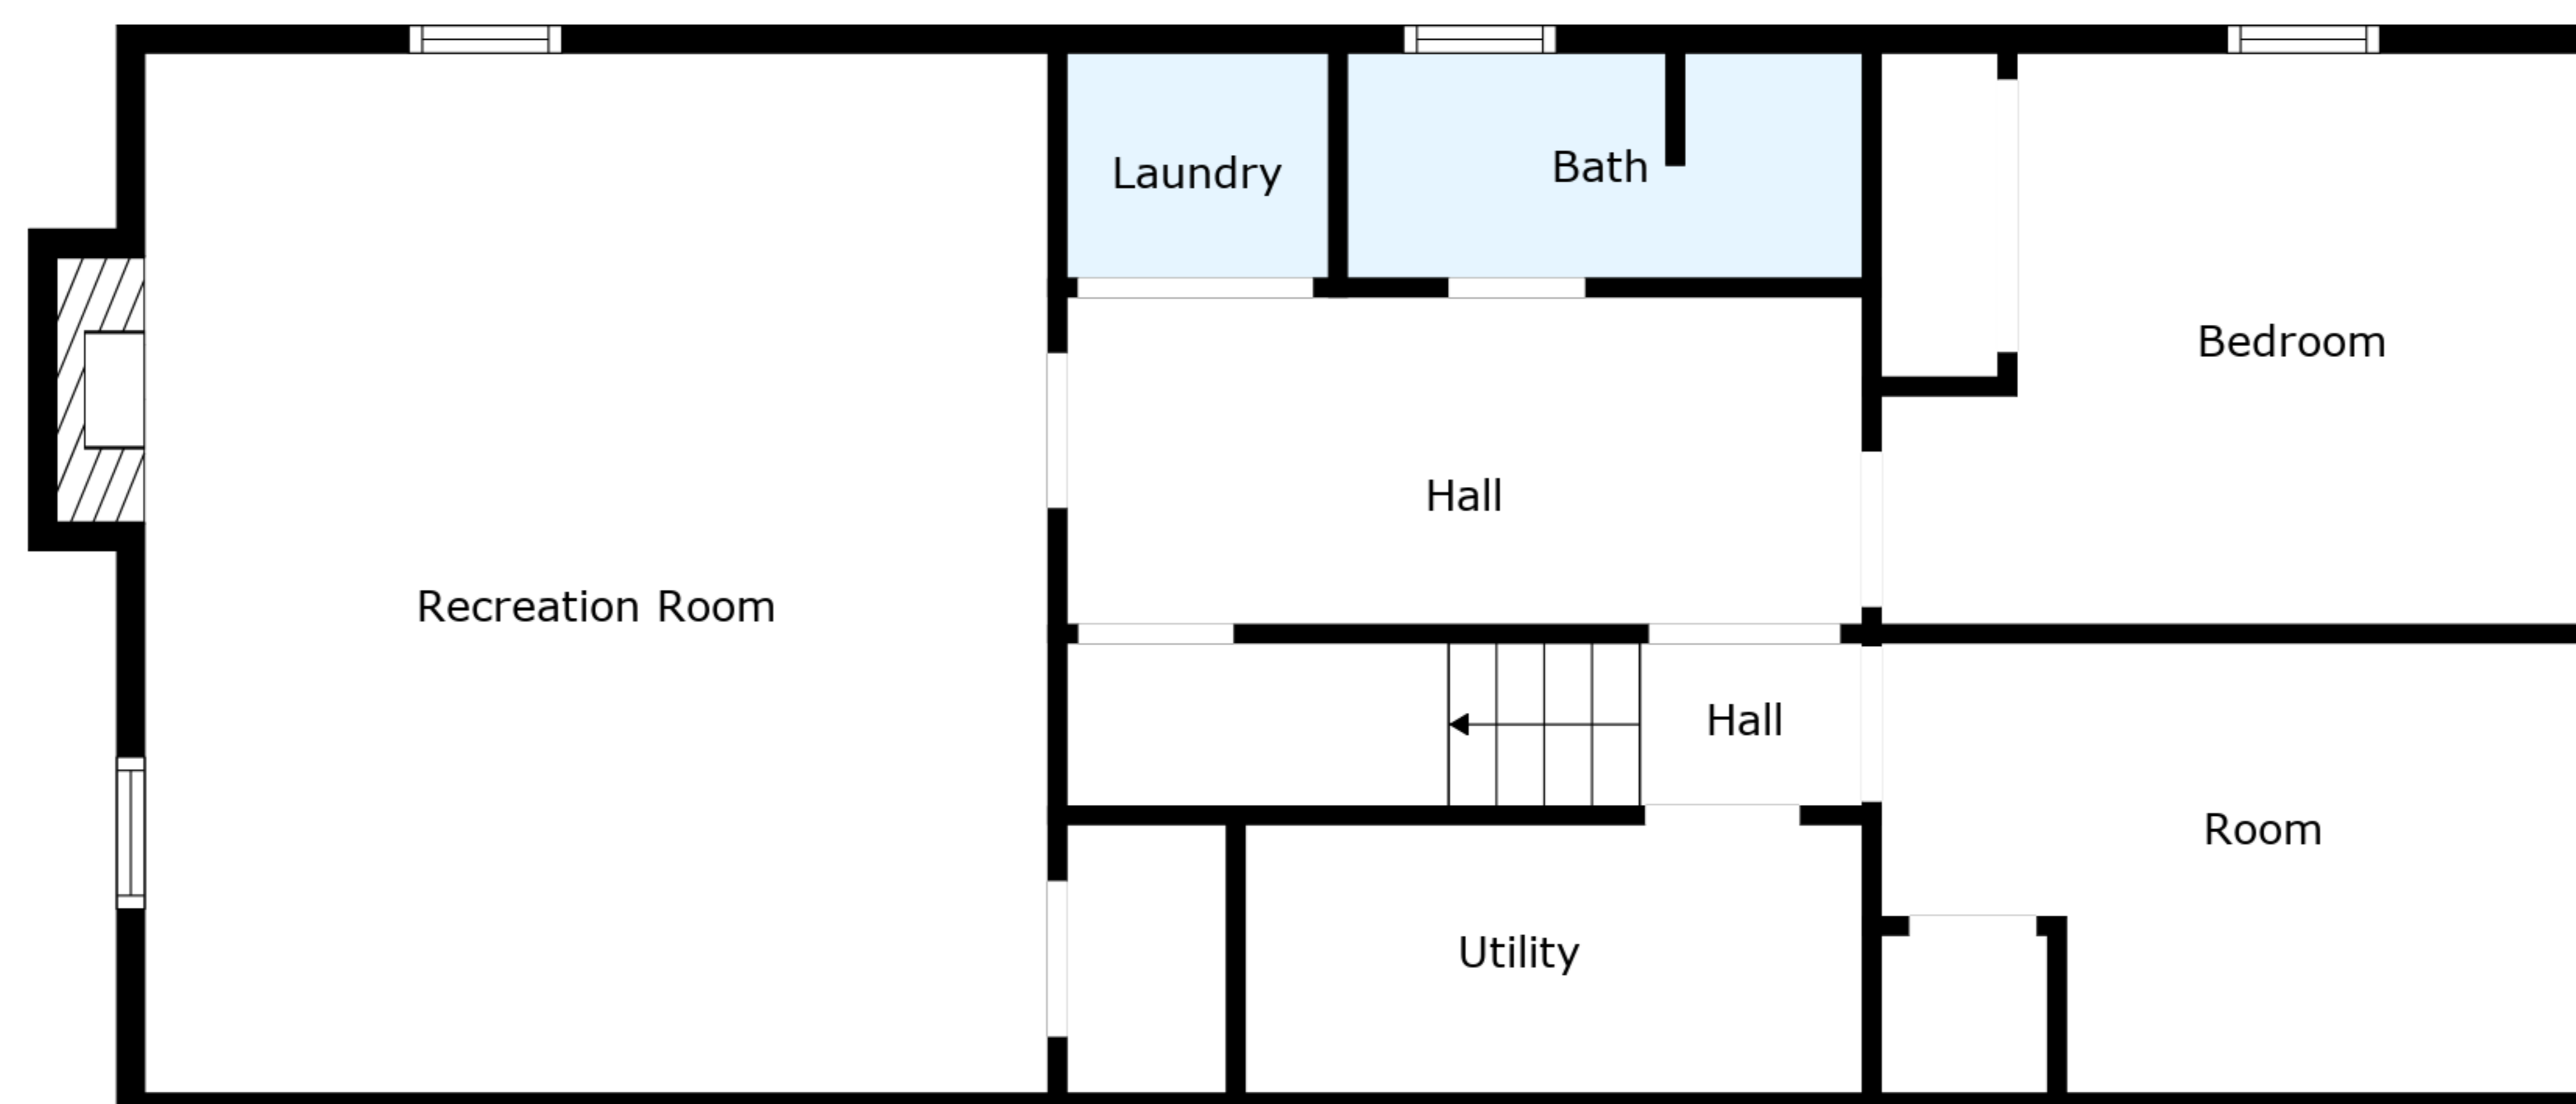 Laundry
Bath
Bedroom
Hall
Recreation Room
Hall
Room
Utility